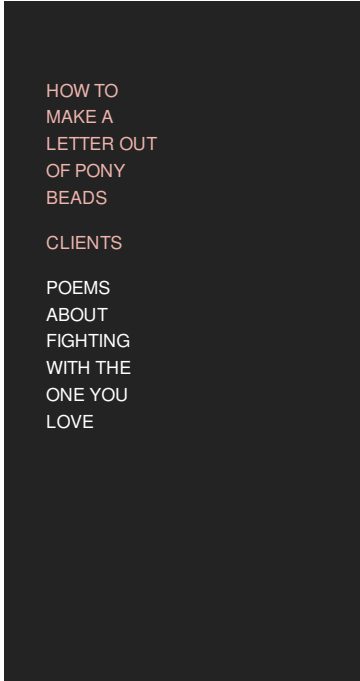 HOW TO
MAKE A
LETTER OUT
OF PONY
BEADS
CLIENTS
POEMS
ABOUT
FIGHTING
WITH THE
ONE YOU
LOVE